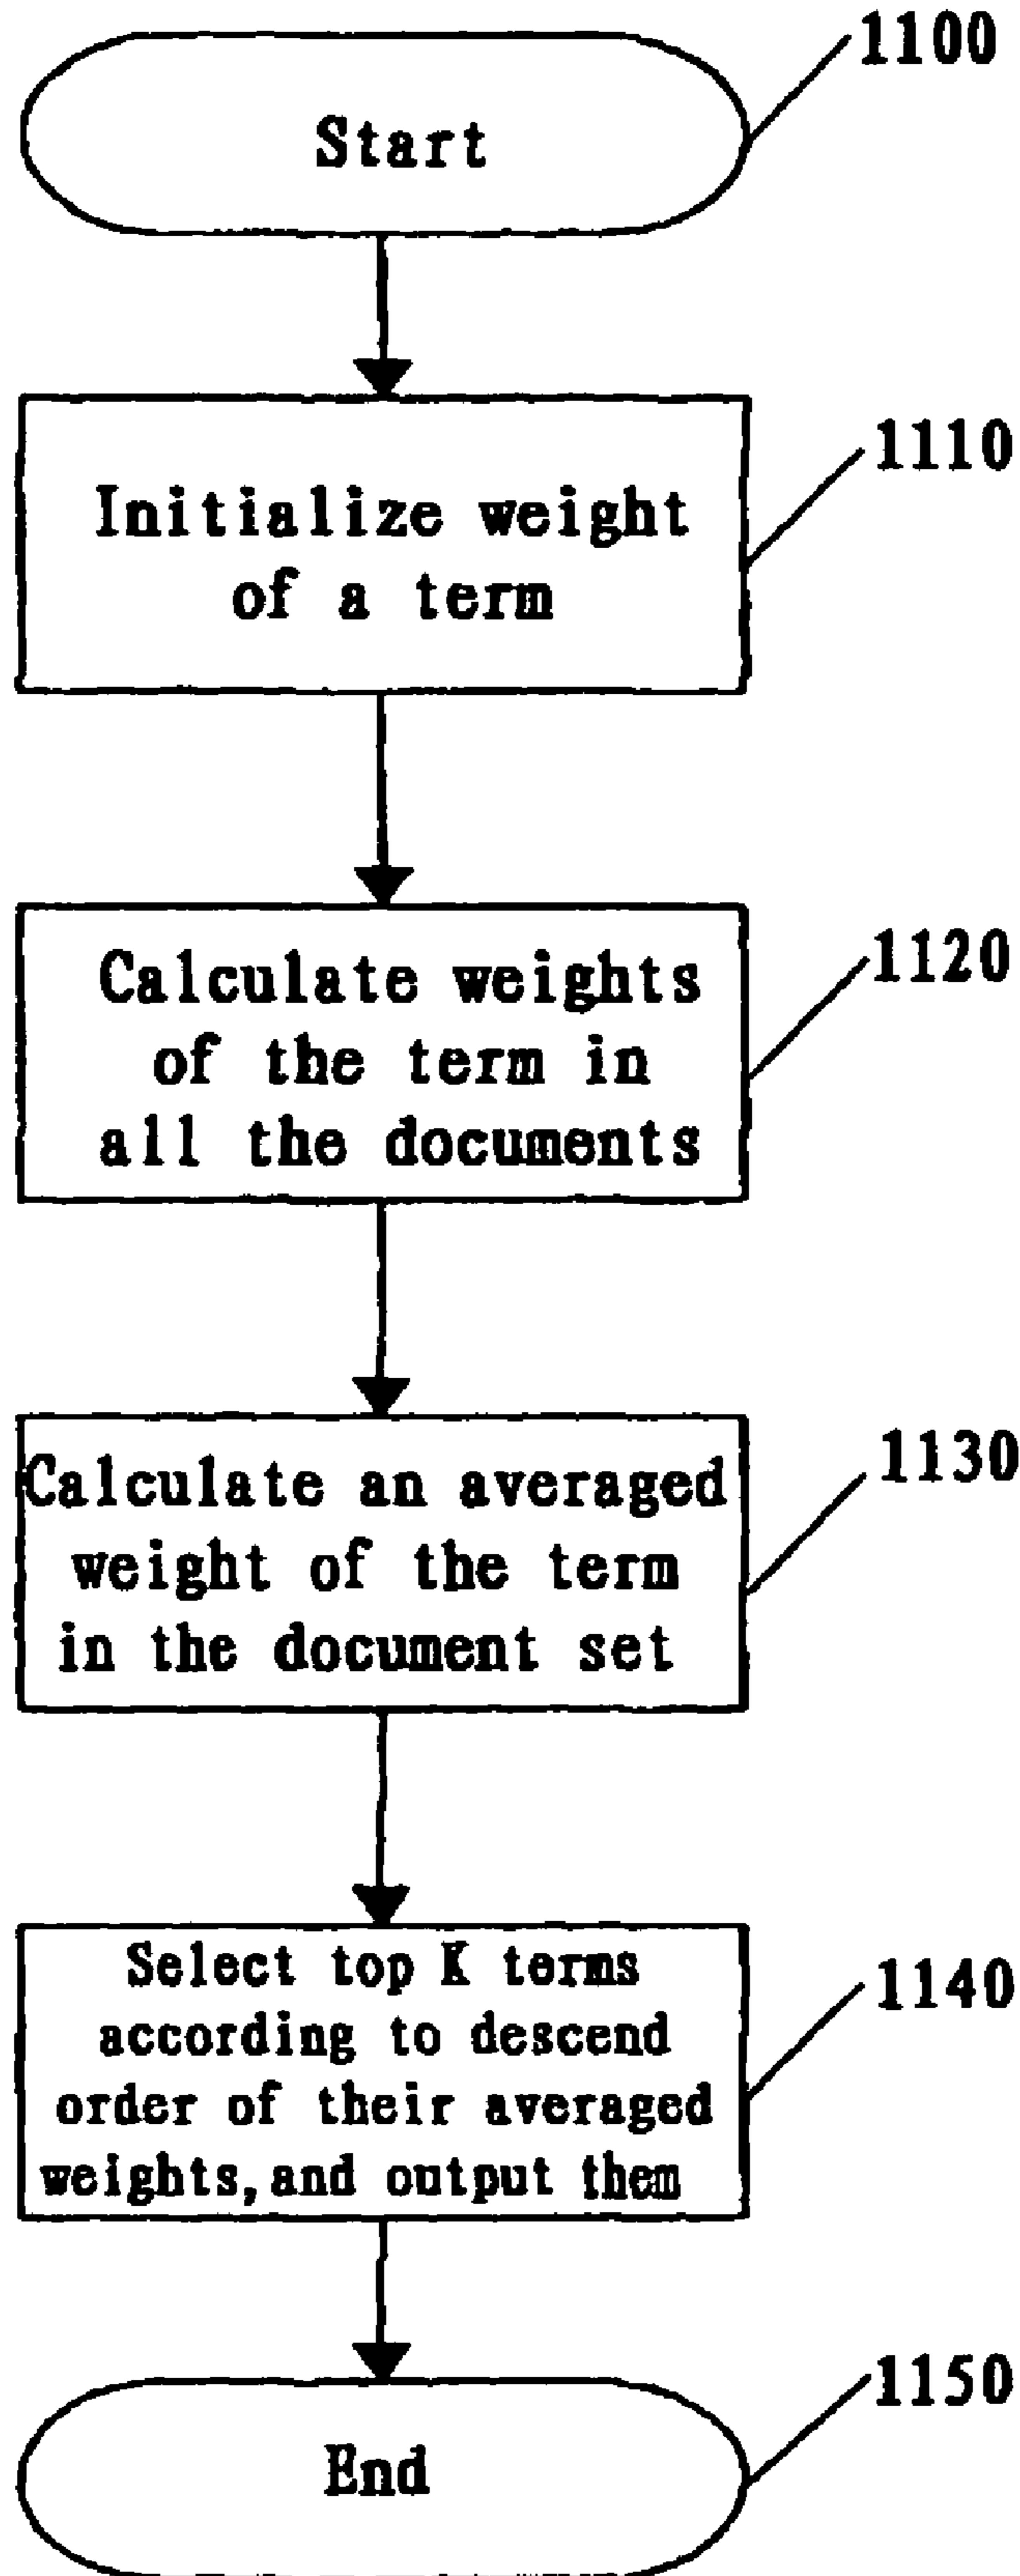 1100
Start
1110
Initialize weight
of a term
1120
Calculate weights
of the term in
all the documents
1130
Calculate an averaged
weight of the term
in the document set
1140
Select top K terms
according to descend
order of their averaged
weights, and output them
1150
End